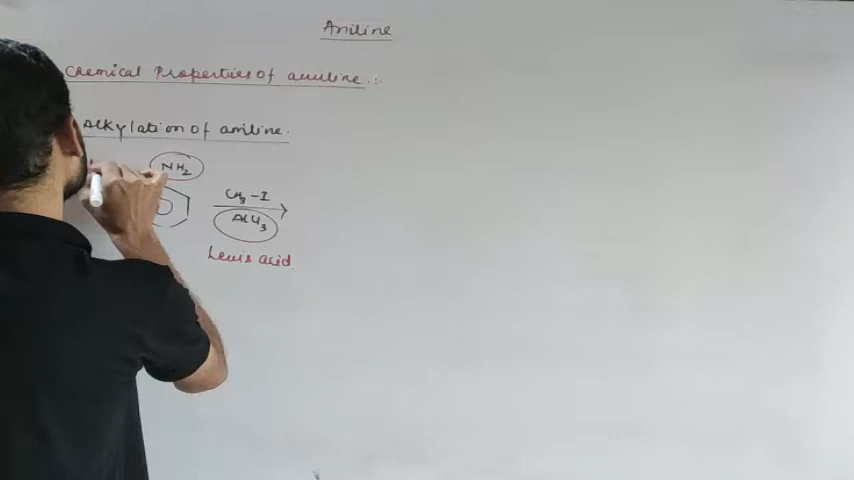 Aniline
Chemical Properties of aniline :-
Alkylation of aniline.
NH2
CH3-I
AlCl3
Lewis acid.